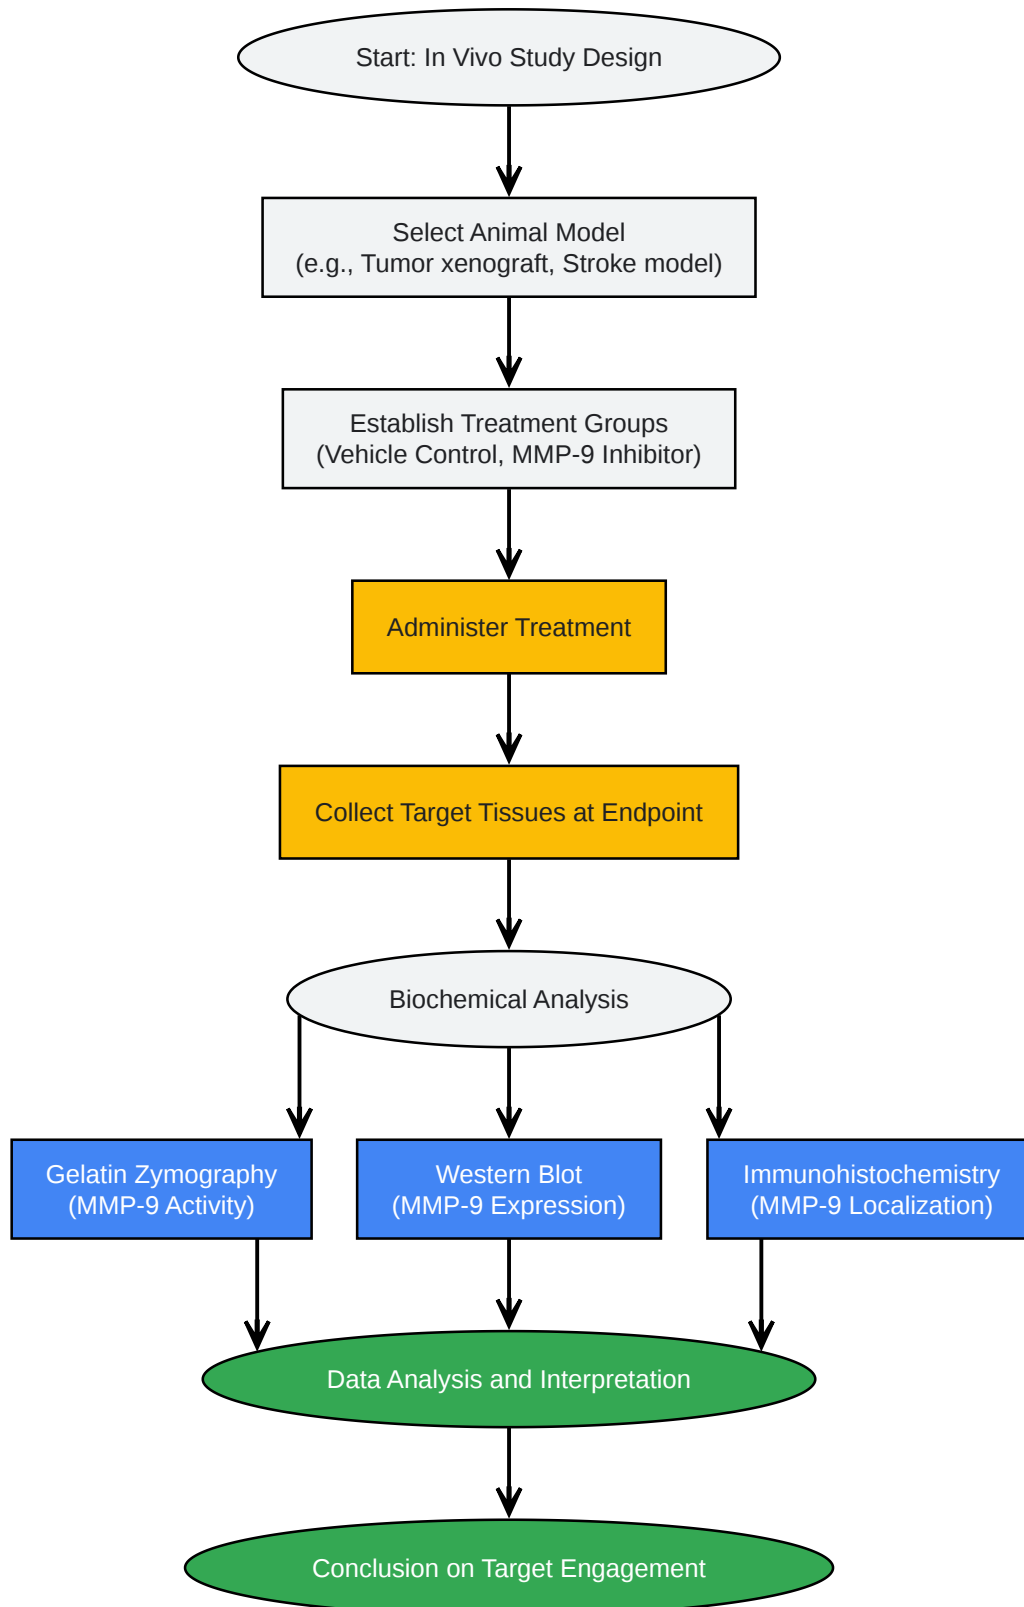 Start: In Vivo Study Design
Select Animal Model
(e.g., Tumor xenograft, Stroke model)
Establish Treatment Groups
(Vehicle Control, MMP-9 Inhibitor)
Administer Treatment
Collect Target Tissues at Endpoint
Biochemical Analysis
Gelatin Zymography
(MMP-9 Activity)
Western Blot
(MMP-9 Expression)
Immunohistochemistry
(MMP-9 Localization)
Data Analysis and Interpretation
Conclusion on Target Engagement